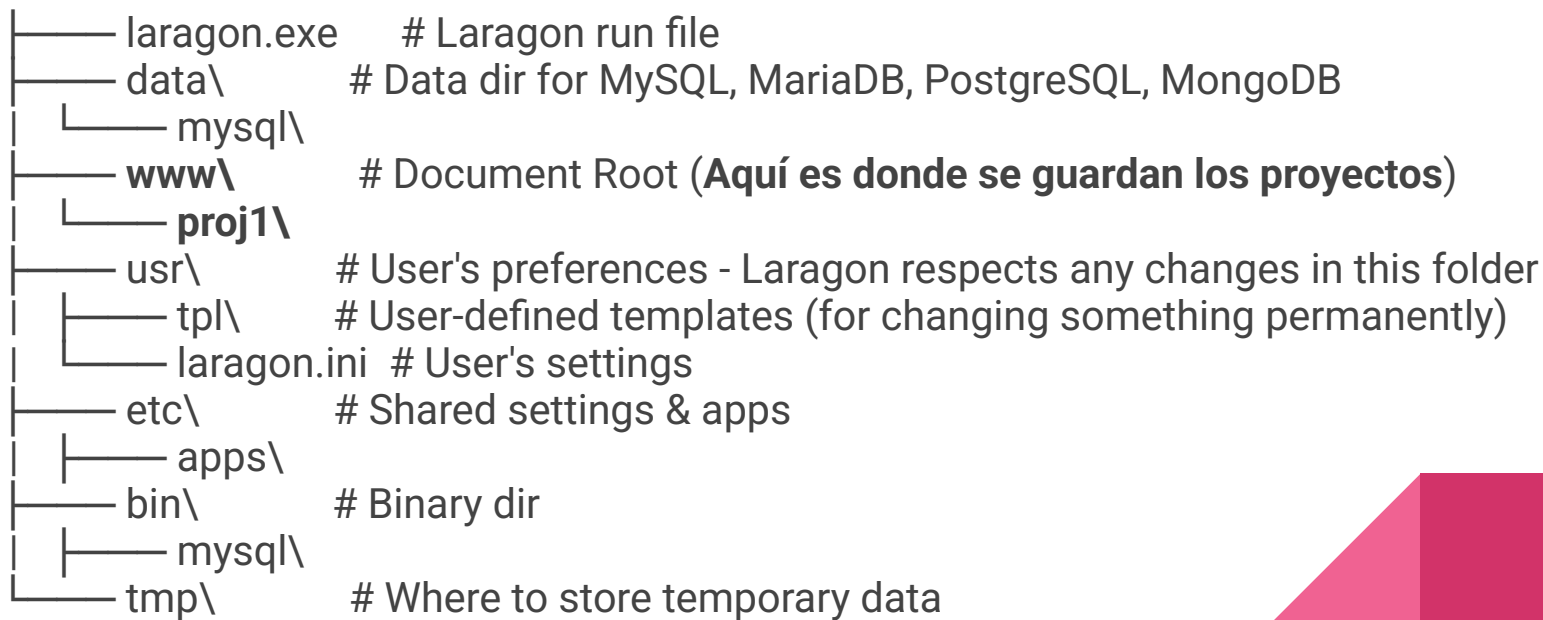 ├─── laragon.exe # Laragon run file
├─── data\ # Data dir for MySQL, MariaDB, PostgreSQL, MongoDB
| └─── mysql\
├─── www\ # Document Root (Aquí es donde se guardan los proyectos)
| └─── proj1\
├─── usr\ # User's preferences - Laragon respects any changes in this folder
| ├─── tpl\ # User-defined templates (for changing something permanently)
| └─── laragon.ini # User's settings
├─── etc\ # Shared settings & apps
| ├─── apps\
├─── bin\ # Binary dir
| ├─── mysql\
└─── tmp\ # Where to store temporary data